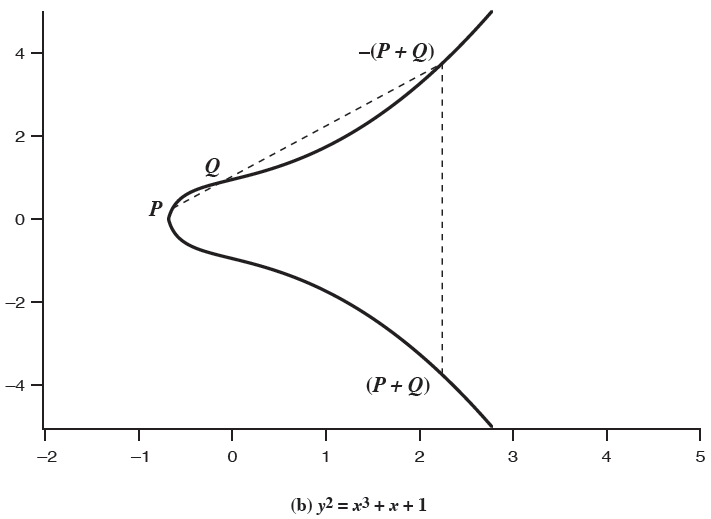 4
–(P + Q)
2
Q
P
0
–2
–4
(P + Q)
–2 –1 0 1 2 3 4 5
(b) y² = x³ + x + 1